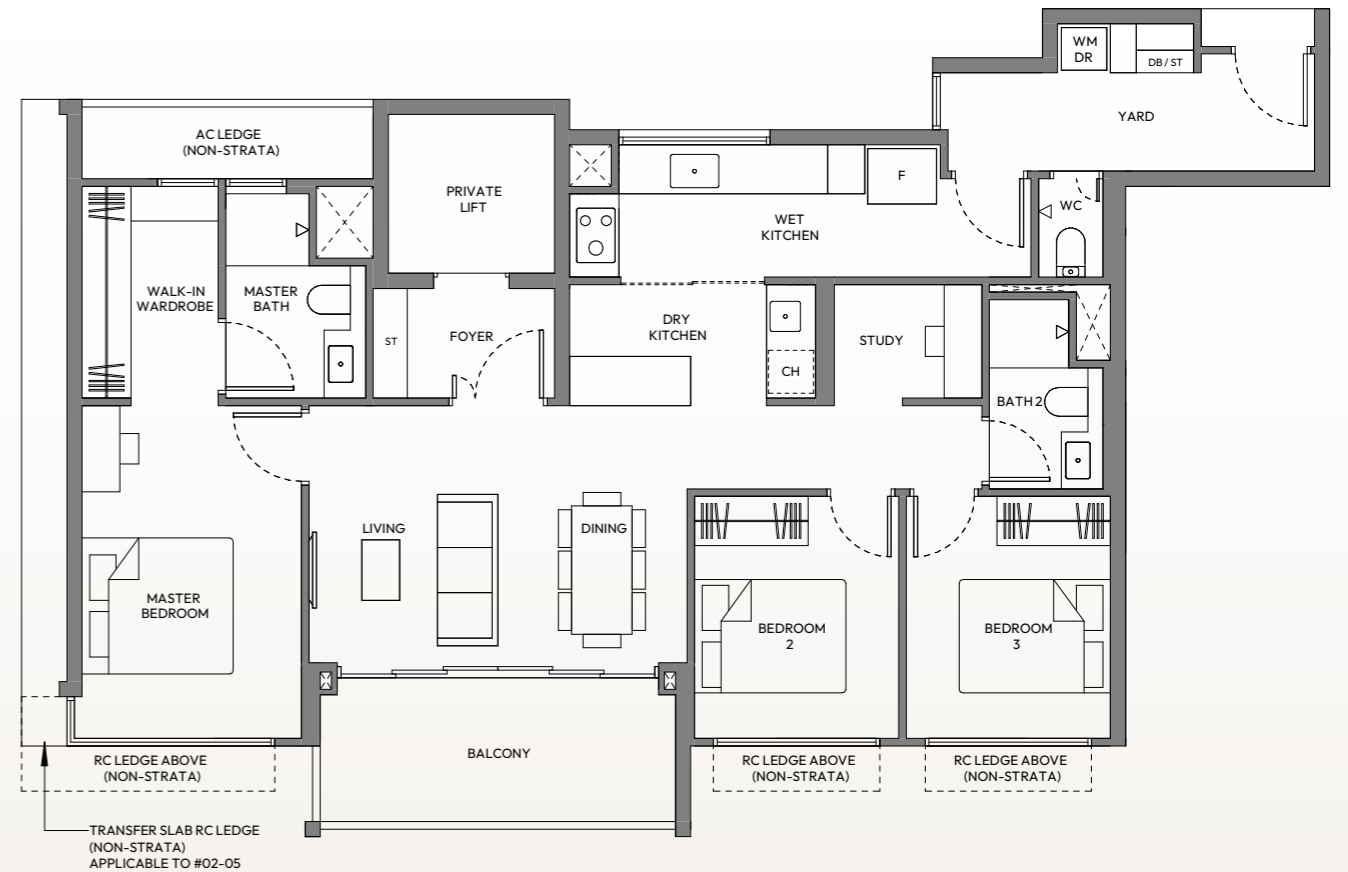 WM
DR
DB / ST
YARD
AC LEDGE
(NON-STRATA)
PRIVATE
LIFT
F
WET
KITCHEN
WC
WALK-IN
WARDROBE
MASTER
BATH
ST
FOYER
DRY
KITCHEN
CH
STUDY
BATH 2
LIVING
DINING
MASTER
BEDROOM
BEDROOM
2
BEDROOM
3
BALCONY
RC LEDGE ABOVE
(NON-STRATA)
RC LEDGE ABOVE
(NON-STRATA)
RC LEDGE ABOVE
(NON-STRATA)
TRANSFER SLAB RC LEDGE
(NON-STRATA)
APPLICABLE TO #02-05